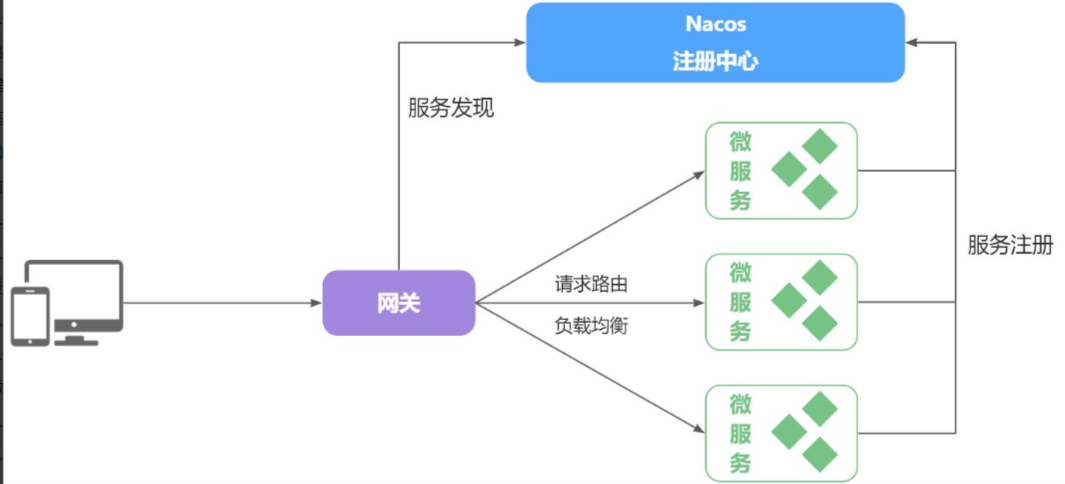 Nacos
注册中心
服务发现
微服务
服务注册
网关
请求路由
负载均衡
微服务
微服务